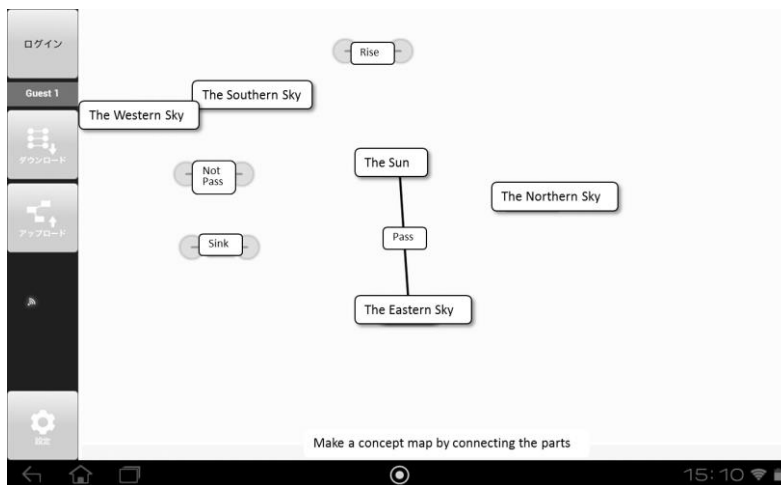 ログイン
Guest 1
ダウンロード
アップロード
設定
Rise
The Southern Sky
The Western Sky
Not
Pass
The Sun
The Northern Sky
Pass
Sink
The Eastern Sky
Make a concept map by connecting the parts
15:10